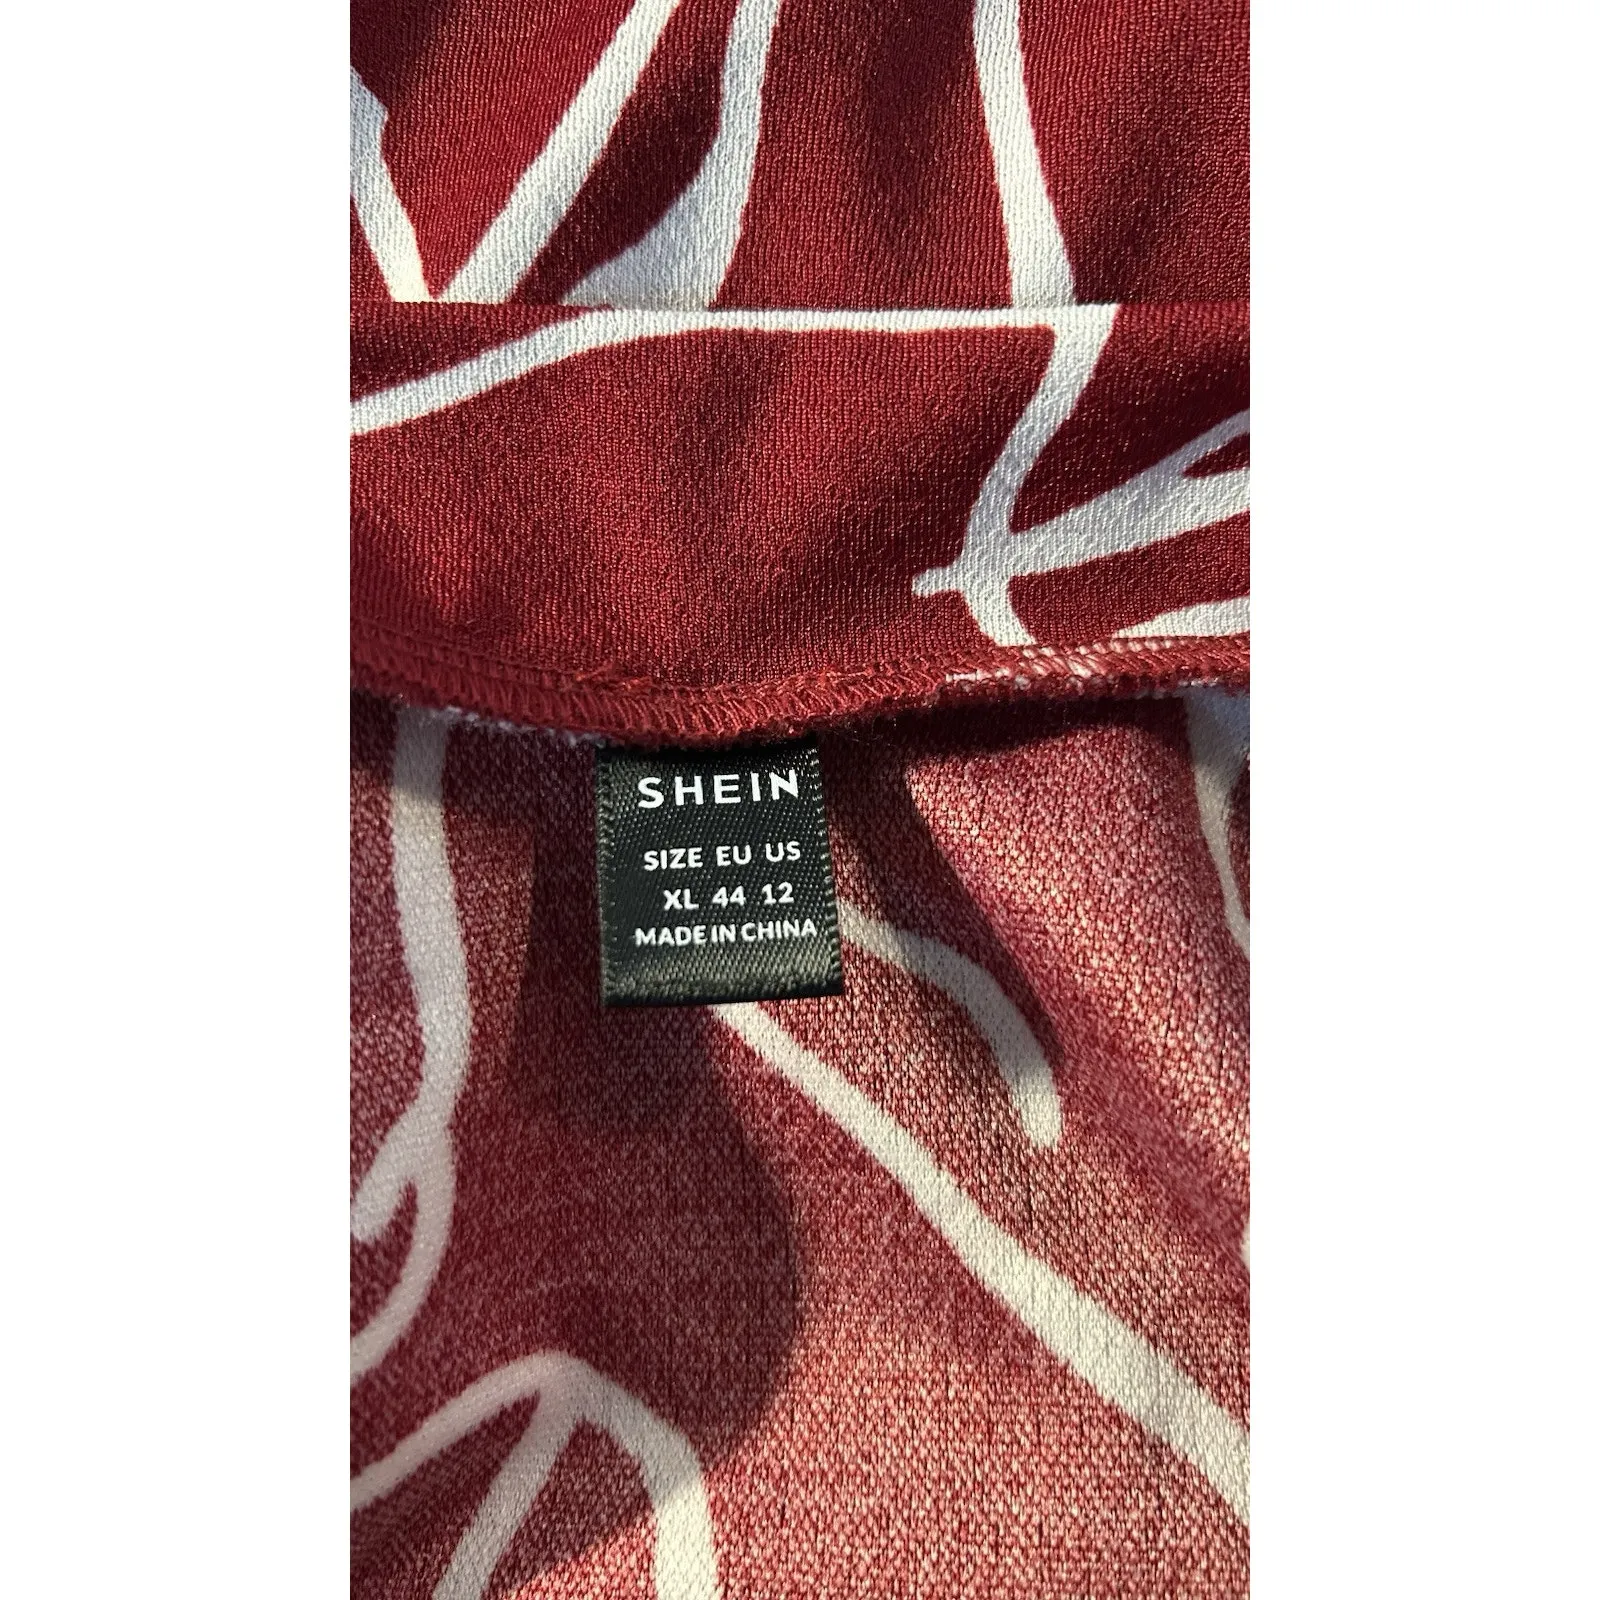 SHEIN
SIZE EU US
XL 44 12
MADE IN CHINA